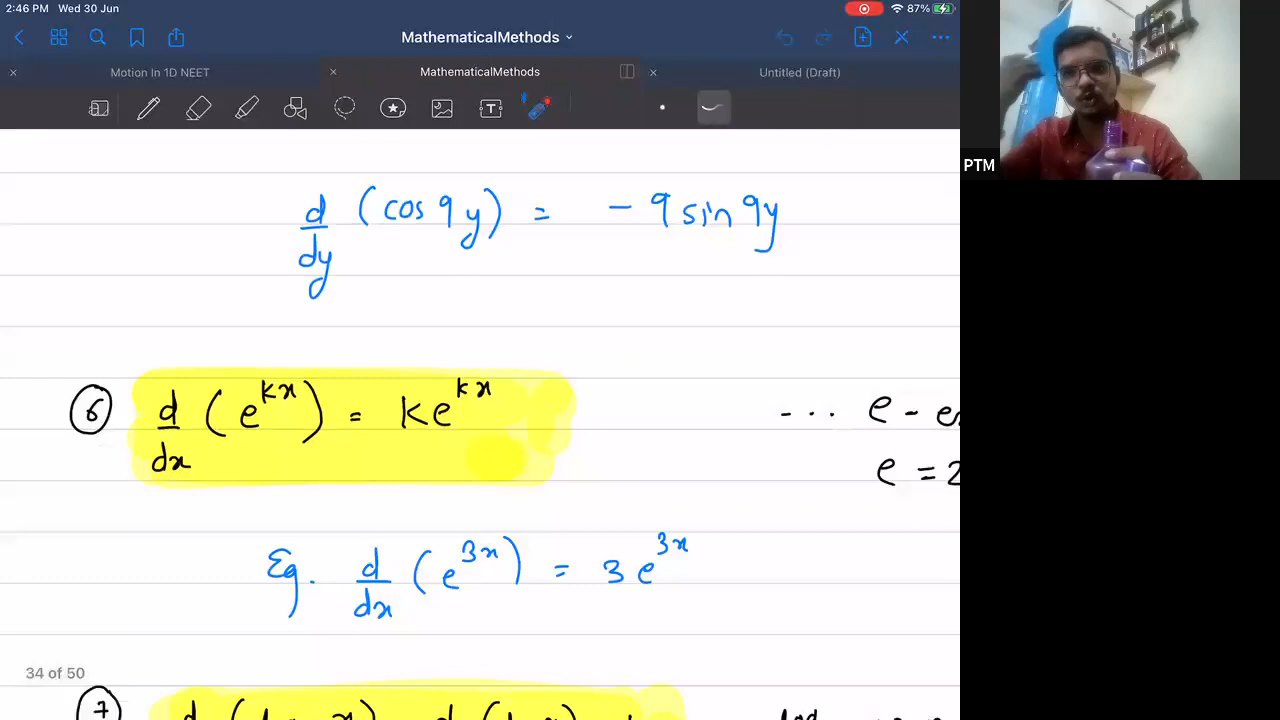 2:46 PM Wed 30 Jun 87%
MathematicalMethods
Motion In 1D NEET MathematicalMethods Untitled (Draft)
PTM
d/dy (cos 9y) = - 9 sin 9y
⑥ d/dx (e^{kx}) = ke^{kx} ... e -
e = 2
Eg. d/dx (e^{3x}) = 3e^{3x}
34 of 50
⑦